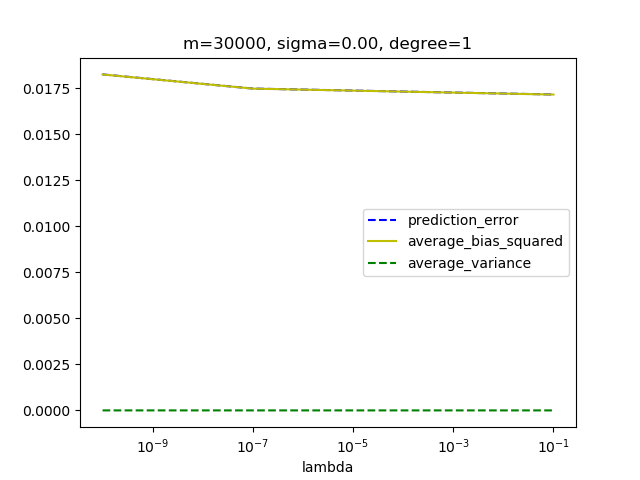 m=30000, sigma=0.00, degree=1
0.0175
0.0150
0.0125
0.0100
0.0075
0.0050
0.0025
0.0000
prediction_error
average_bias_squared
average_variance
10⁻⁹ 10⁻⁷ 10⁻⁵ 10⁻³ 10⁻¹
lambda